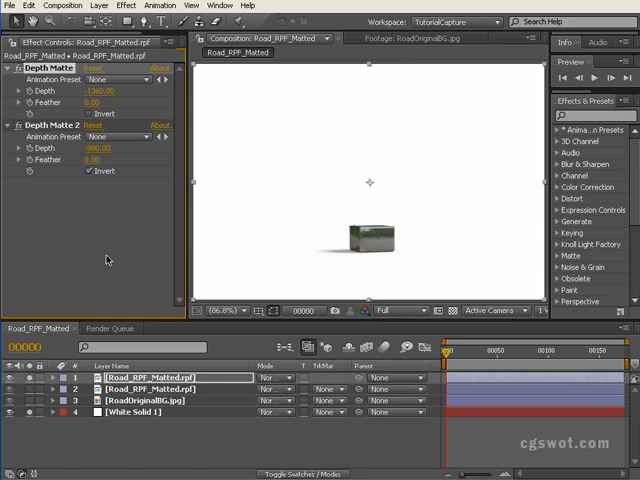 File Edit Composition Layer Effect Animation View Window Help
Workspace: TutorialCapture Search Help
Effect Controls: Road_RPF_Matted.rpf
Road_RPF_Matted • Road_RPF_Matted.rpf
Depth Matte Reset About.
Animation Preset None
Depth -1360.00
Feather 0.00
Invert
Depth Matte 2 Reset About.
Animation Preset None
Depth -880.00
Feather 0.00
Invert
Composition: Road_RPF_Matted Footage: RoadOriginalBG.jpg
Road_RPF_Matted
(86.8%) 00000 Full Active Camera 1 V
Info Audio
Preview
Effects & Presets
* Anima...n Presets
3D Channel
Audio
Blur & Sharpen
Channel
Color Correction
Distort
Expression Controls
Generate
Keying
Knoll Light Factory
Matte
Noise & Grain
Obsolete
Paint
Perspective
Road_RPF_Matted Render Queue
00000
# Layer Name Mode T TrkMat Parent
00050 00100 00150
1 [Road_RPF_Matted.rpf] Nor... None
2 [Road_RPF_Matted.rpf] Nor... None None
3 [RoadOriginalBG.jpg] Nor... None None
4 [White Solid 1] Nor... None None
Toggle Switches / Modes
cgswot.com